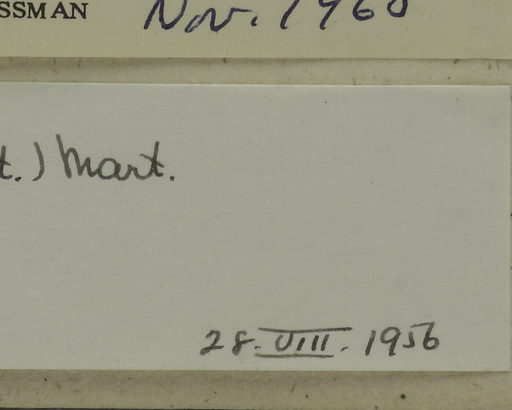 SSMAN Nov. 1960
t.) Mart.
28. VIII. 1956